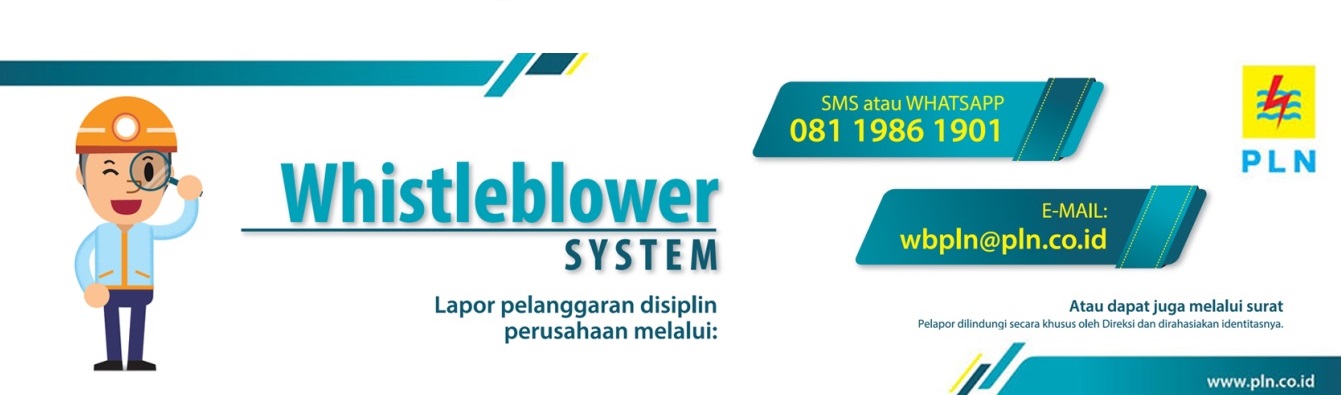 Whistleblower
SYSTEM
Lapor pelanggaran disiplin
perusahaan melalui:
SMS atau WHATSAPP
081 1986 1901
E-MAIL:
wbpln@pln.co.id
Atau dapat juga melalui surat
Pelapor dilindungi secara khusus oleh Direksi dan dirahasiakan identitasnya.
PLN
www.pln.co.id